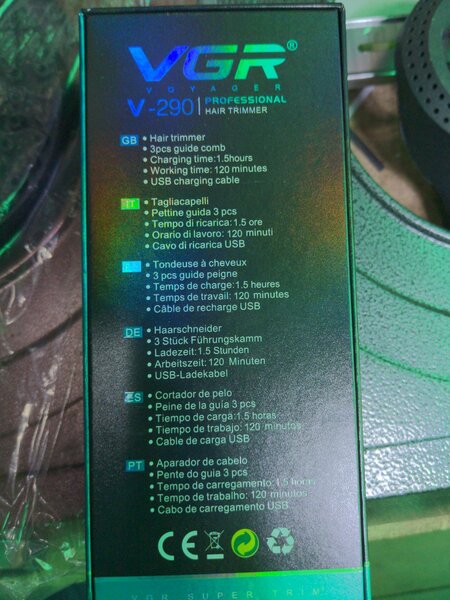 VGR®
VOYAGER
V-290 | PROFESSIONAL
HAIR TRIMMER
GB • Hair trimmer
• 3pcs guide comb
• Charging time:1.5hours
• Working time: 120 minutes
• USB charging cable
IT • Tagliacapelli
• Pettine guida 3 pcs
• Tempo di ricarica:1.5 ore
• Orario di lavoro: 120 minuti
• Cavo di ricarica USB
• Tondeuse à cheveux
• 3 pcs guide peigne
• Temps de charge:1.5 heures
• Temps de travail: 120 minutes
• Câble de recharge USB
DE • Haarschneider
• 3 Stück Führungskamm
• Ladezeit:1.5 Stunden
• Arbeitszeit: 120 Minuten
• USB-Ladekabel
ES • Cortador de pelo
• Peine de la guía 3 pcs
• Tiempo de carga:1.5 horas
• Tiempo de trabajo: 120 minutos
• Cable de carga USB
PT • Aparador de cabelo
• Pente do guia 3 pcs
• Tempo de carregamento:1.5 horas
• Tempo de trabalho: 120 minutos
• Cabo de carregamento USB
CE
VGR SUPER TRIM